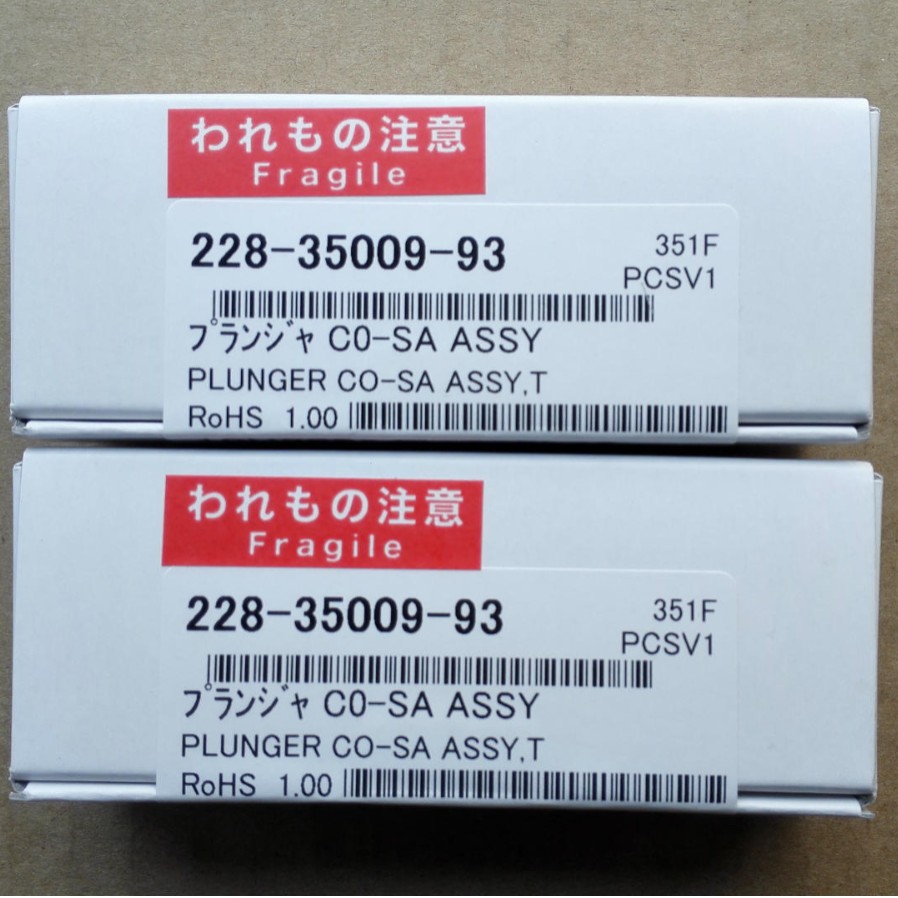 われもの注意
Fragile
228-35009-93
351F
PCSV1
プランジャ CO-SA ASSY
PLUNGER CO-SA ASSY,T
RoHS 1.00
われもの注意
Fragile
228-35009-93
351F
PCSV1
プランジャ CO-SA ASSY
PLUNGER CO-SA ASSY,T
RoHS 1.00